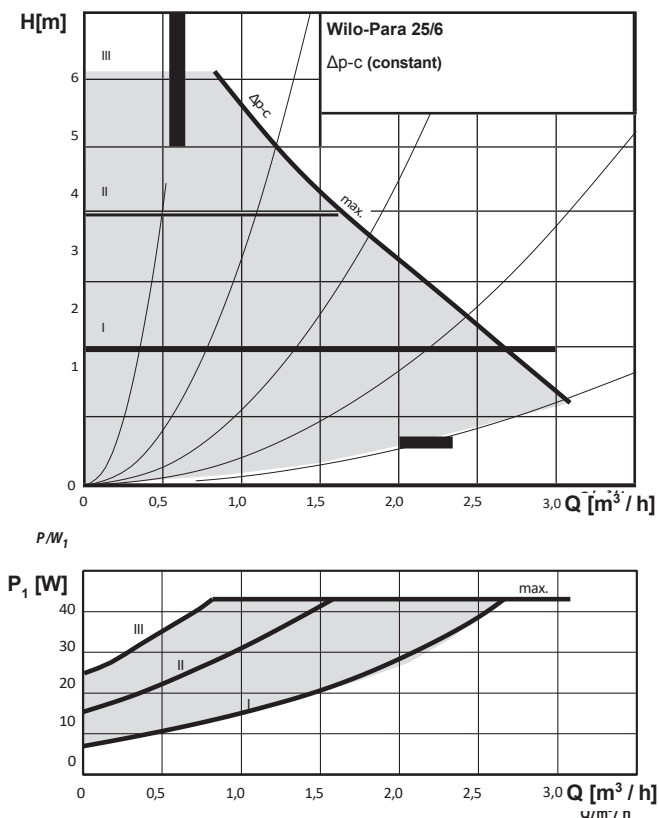 H[m]
Wilo-Para 25/6
Δp-c (constant)
III
6
Δp-c
5
II
4
max.
3
2
I
1
0
0
0,5
1,0
1,5
2,0
2,5
3,0
Q [m³ / h]
P/W₁
P₁ [W]
max.
40
III
30
II
20
I
10
0
0
0,5
1,0
1,5
2,0
2,5
3,0
Q [m³ / h]